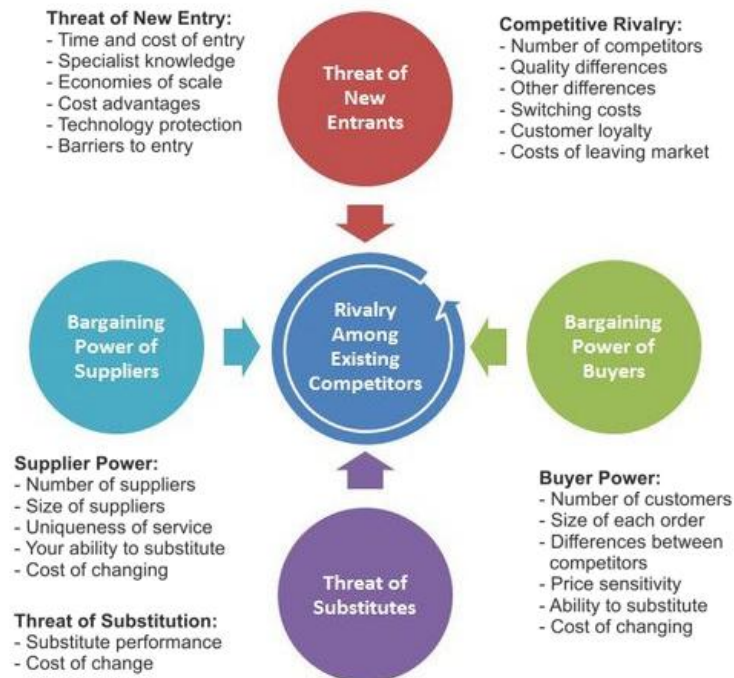 Threat of New Entry:
- Time and cost of entry
- Specialist knowledge
- Economies of scale
- Cost advantages
- Technology protection
- Barriers to entry
Threat of
New
Entrants
Competitive Rivalry:
- Number of competitors
- Quality differences
- Other differences
- Switching costs
- Customer loyalty
- Costs of leaving market
Bargaining
Power of
Suppliers
Rivalry
Among
Existing
Competitors
Bargaining
Power of
Buyers
Supplier Power:
- Number of suppliers
- Size of suppliers
- Uniqueness of service
- Your ability to substitute
- Cost of changing
Threat of Substitution:
- Substitute performance
- Cost of change
Threat of
Substitutes
Buyer Power:
- Number of customers
- Size of each order
- Differences between
competitors
- Price sensitivity
- Ability to substitute
- Cost of changing